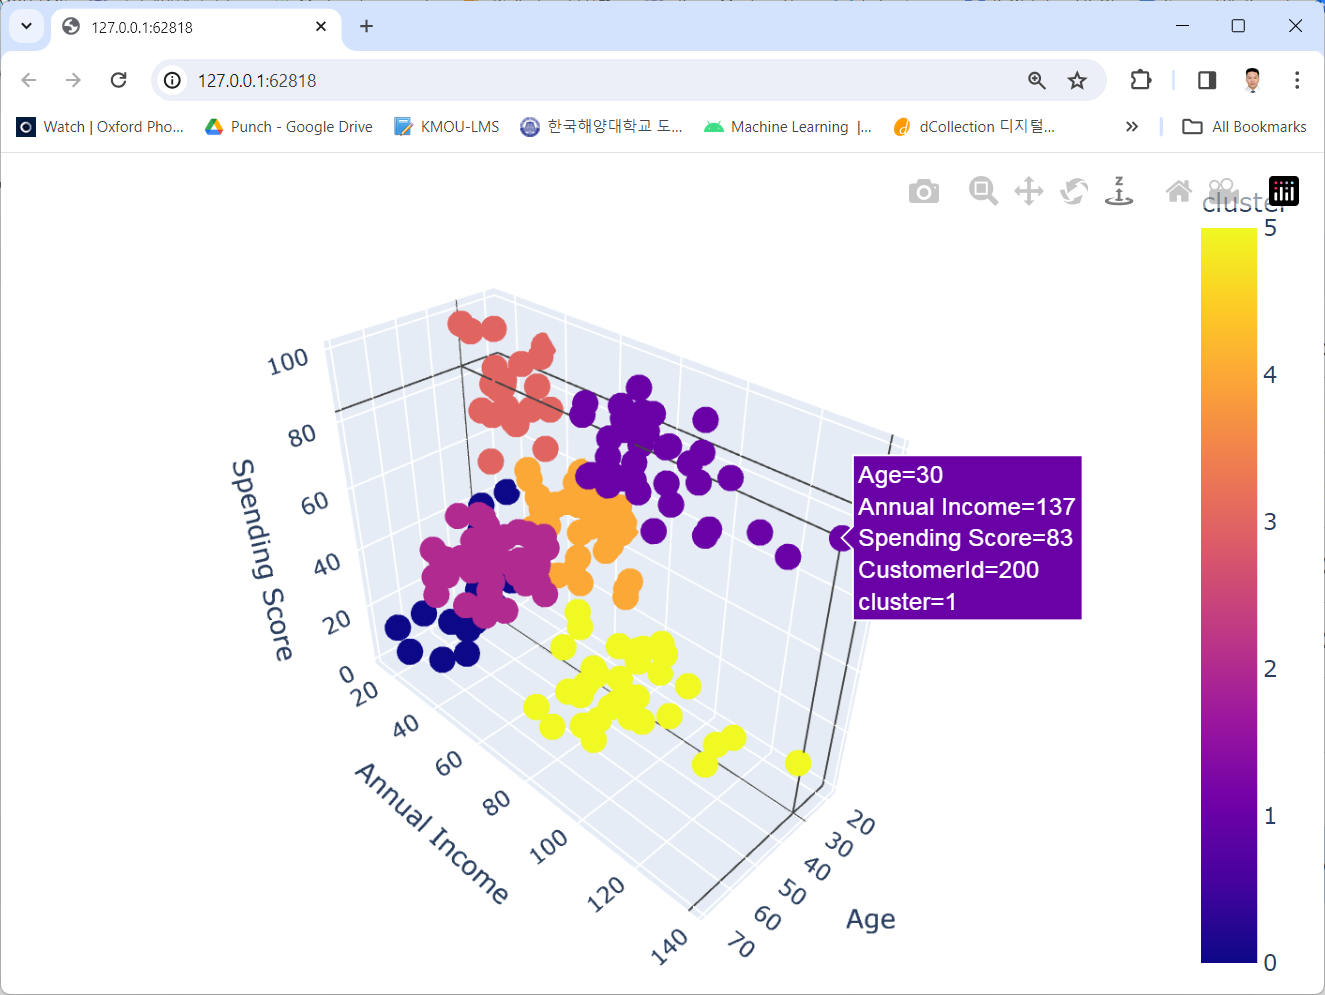 127.0.0.1:62818
127.0.0.1:62818
Watch | Oxford Pho...
Punch - Google Drive
KMOU-LMS
한국해양대학교 도...
Machine Learning |...
dCollection 디지털...
All Bookmarks
Z
cluster
5
4
3
2
1
0
100
80
60
40
20
0
Spending Score
20
40
60
80
100
120
140
Annual Income
20
30
40
50
60
70
Age
Age=30
Annual Income=137
Spending Score=83
CustomerId=200
cluster=1